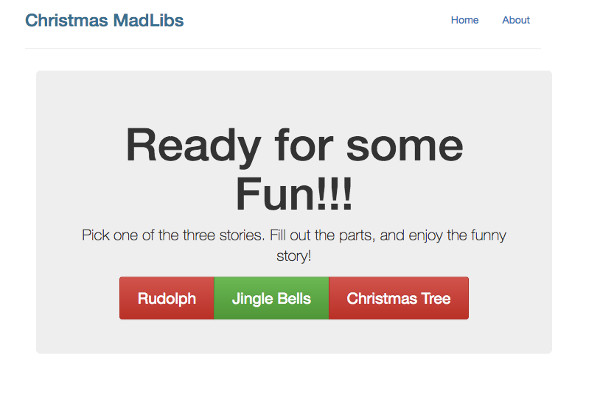 Christmas MadLibs
Home About
Ready for some
Fun!!!
Pick one of the three stories. Fill out the parts, and enjoy the funny
story!
Rudolph Jingle Bells Christmas Tree